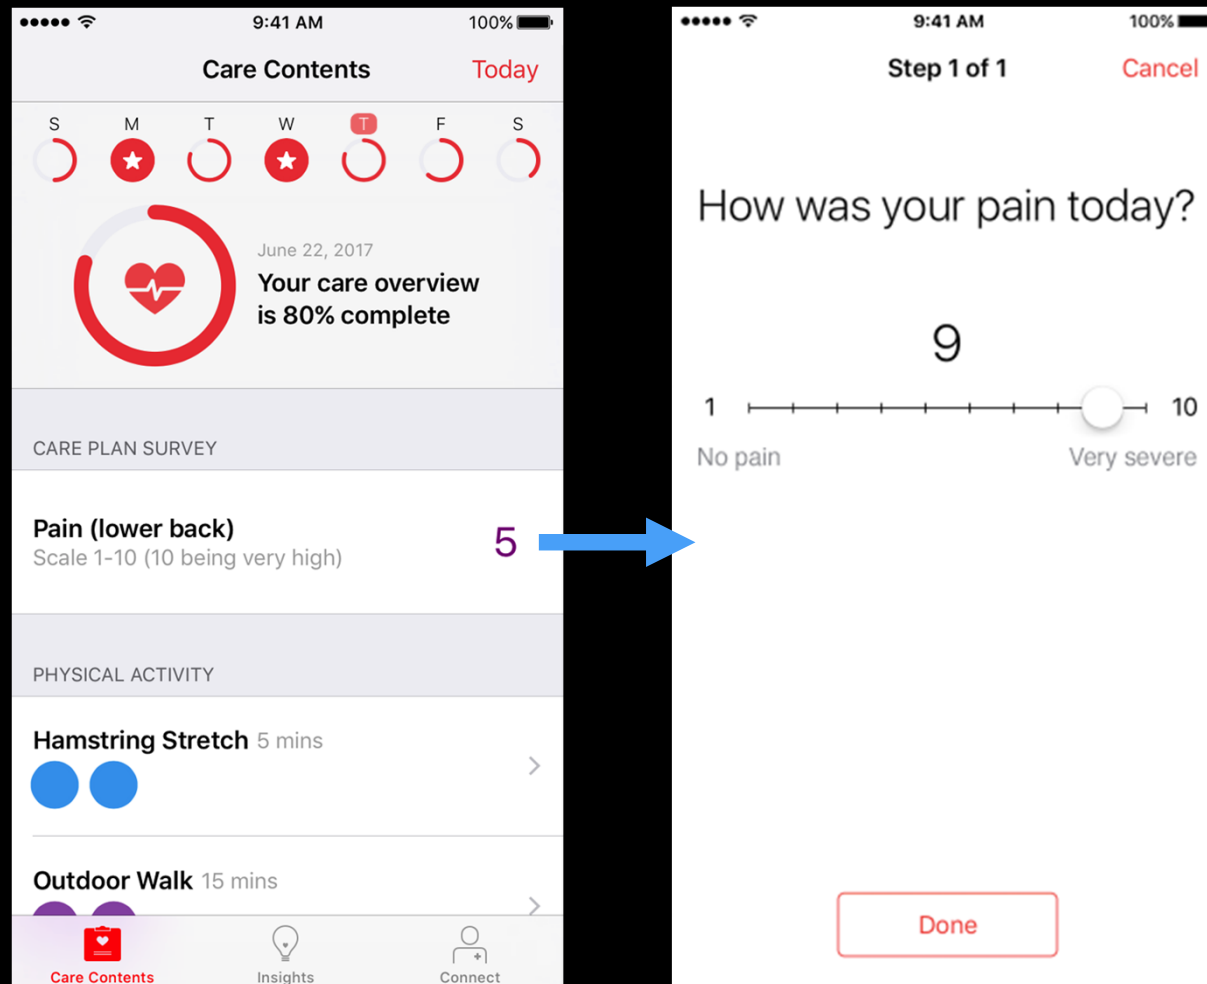 9:41 AM 100%
Care Contents Today
S M T W T F S
June 22, 2017
Your care overview
is 80% complete
CARE PLAN SURVEY
Pain (lower back)
Scale 1-10 (10 being very high)
5
PHYSICAL ACTIVITY
Hamstring Stretch 5 mins
Outdoor Walk 15 mins
Care Contents Insights Connect
9:41 AM 100%
Step 1 of 1 Cancel
How was your pain today?
9
1 10
No pain Very severe
Done